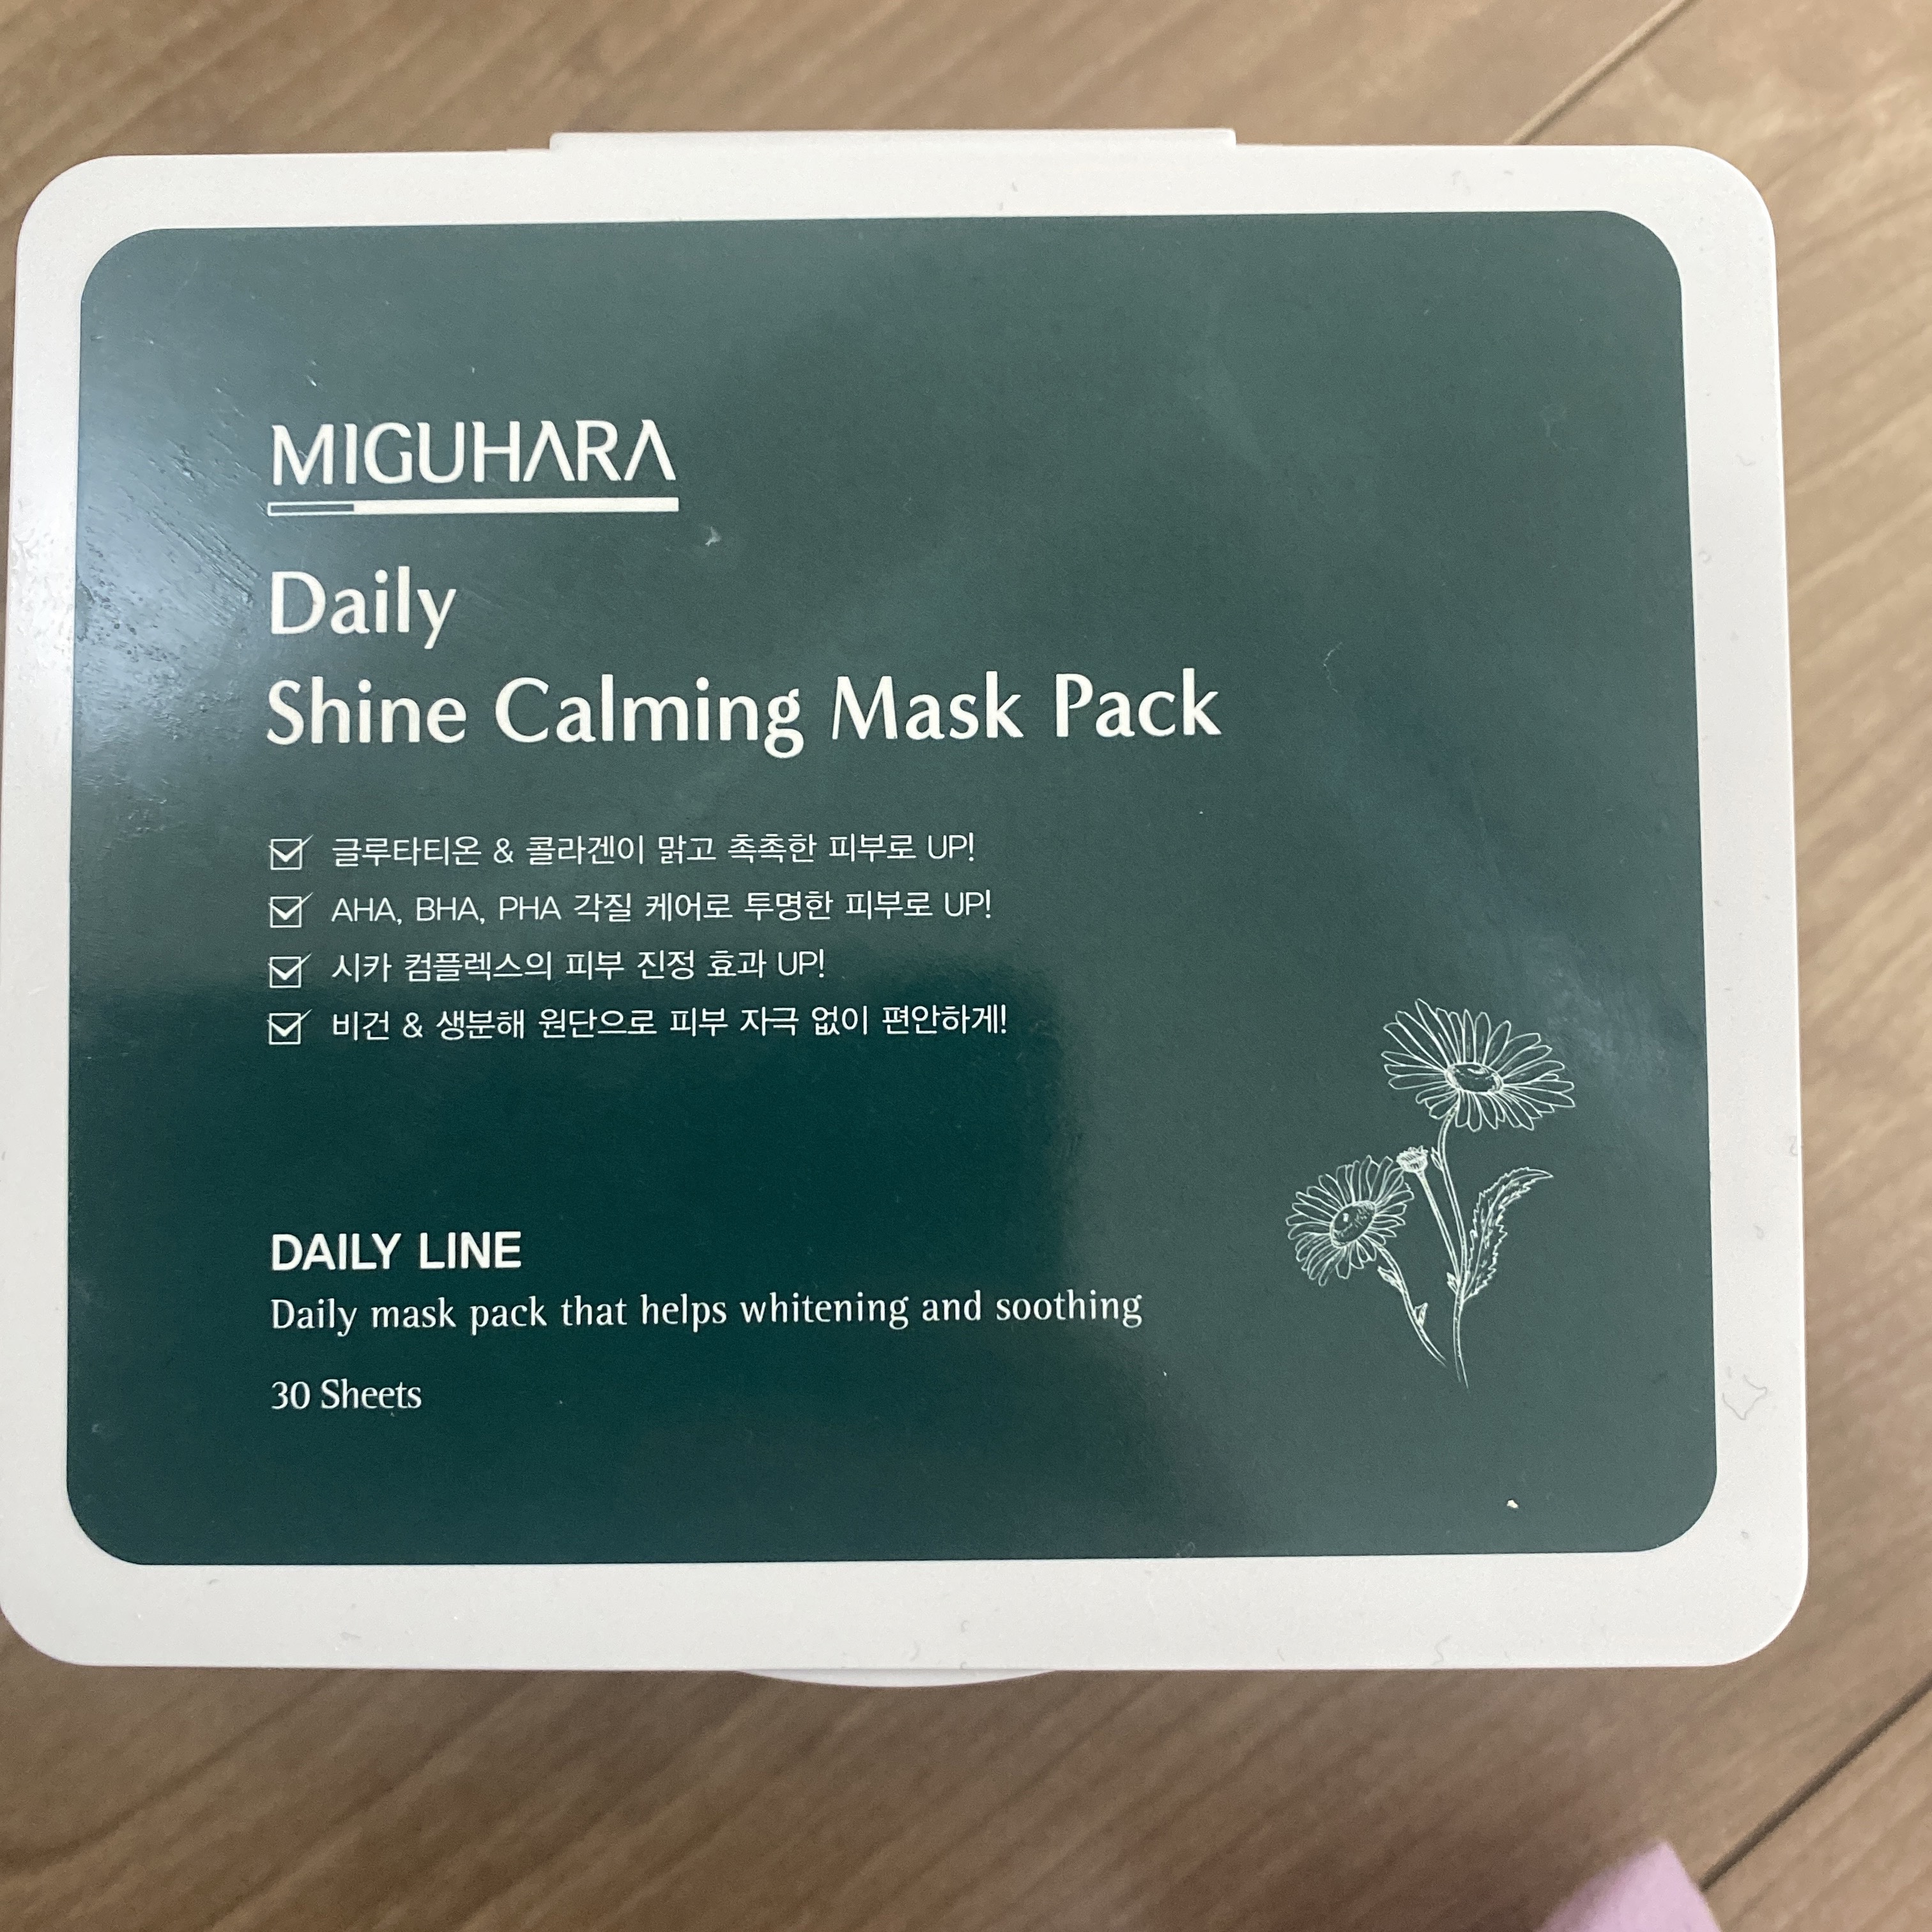 MIGUHARA
Daily
Shine Calming Mask Pack
글루타티온 & 콜라겐이 맑고 촉촉한 피부로 UP!
AHA, BHA, PHA 각질 케어로 투명한 피부로 UP!
시카 컴플렉스의 피부 진정 효과 UP!
비건 & 생분해 원단으로 피부 자극 없이 편안하게!
DAILY LINE
Daily mask pack that helps whitening and soothing
30 Sheets